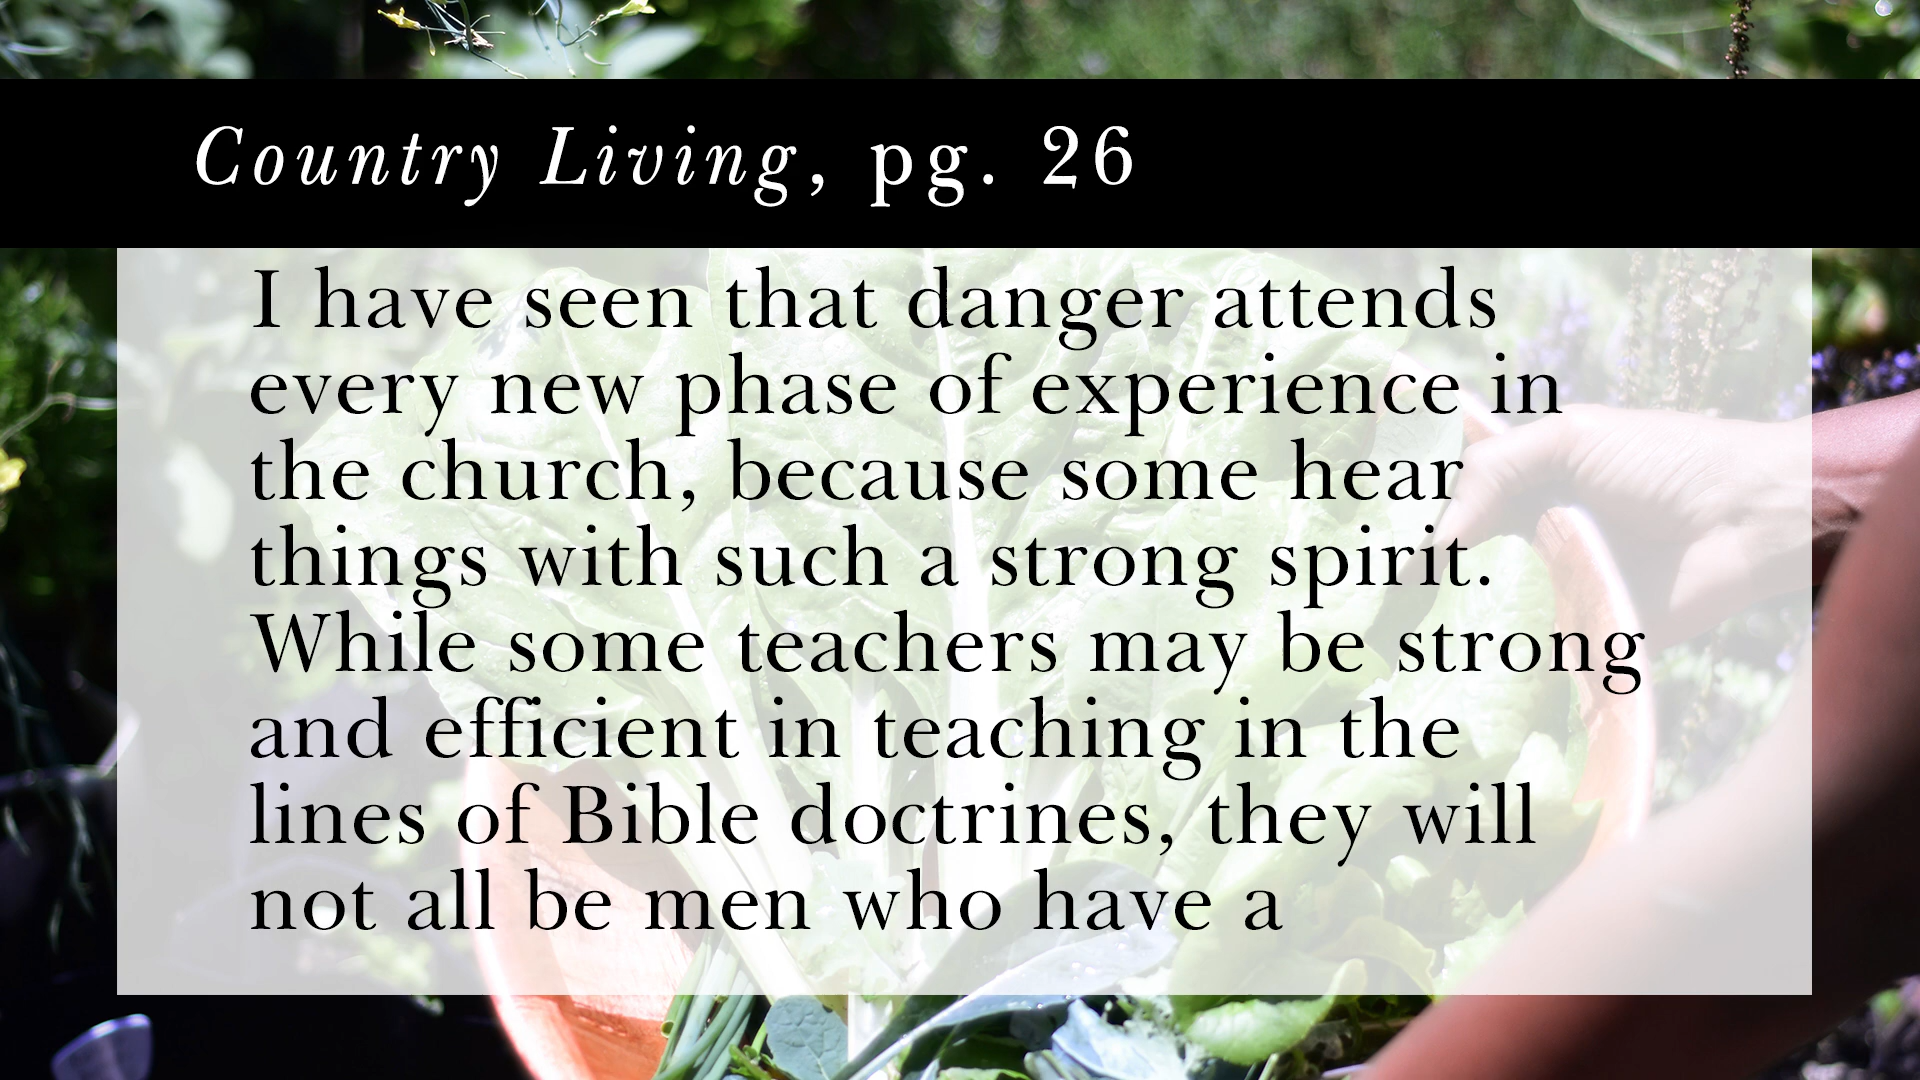 Country Living, pg. 26
I have seen that danger attends
every new phase of experience in
the church, because some hear
things with such a strong spirit.
While some teachers may be strong
and efficient in teaching in the
lines of Bible doctrines, they will
not all be men who have a